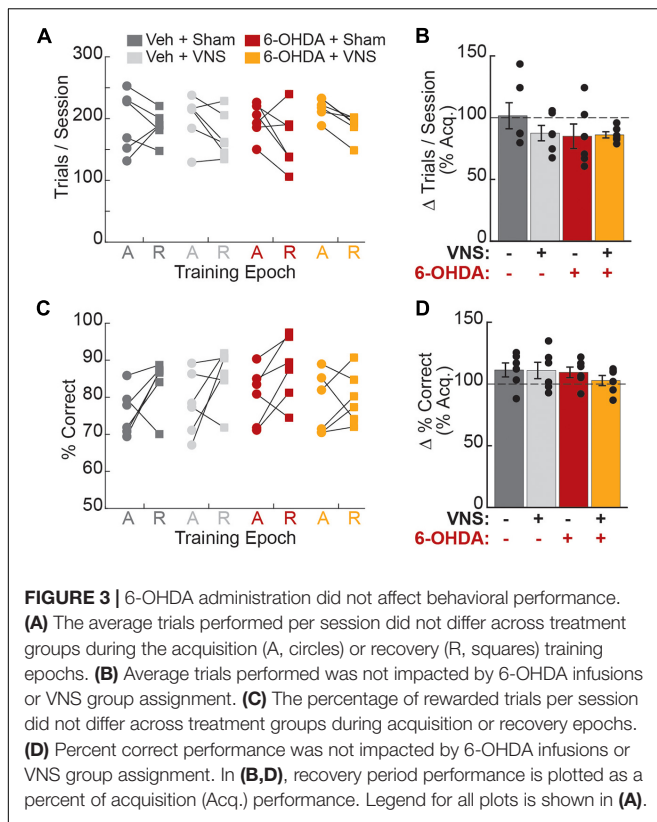 A
Veh + Sham
6-OHDA + Sham
Veh + VNS
6-OHDA + VNS
Trials / Session
300
200
100
0
A R A R A R A R
Training Epoch
B
Δ Trials / Session
(% Acq.)
150
100
50
0
VNS: - + - +
6-OHDA: - - + +
C
% Correct
100
90
80
70
60
50
A R A R A R A R
Training Epoch
D
Δ % Correct
(% Acq.)
150
100
50
0
VNS: - + - +
6-OHDA: - - + +
FIGURE 3 | 6-OHDA administration did not affect behavioral performance.
(A) The average trials performed per session did not differ across treatment
groups during the acquisition (A, circles) or recovery (R, squares) training
epochs. (B) Average trials performed was not impacted by 6-OHDA infusions
or VNS group assignment. (C) The percentage of rewarded trials per session
did not differ across treatment groups during acquisition or recovery epochs.
(D) Percent correct performance was not impacted by 6-OHDA infusions or
VNS group assignment. In (B,D), recovery period performance is plotted as a
percent of acquisition (Acq.) performance. Legend for all plots is shown in (A).